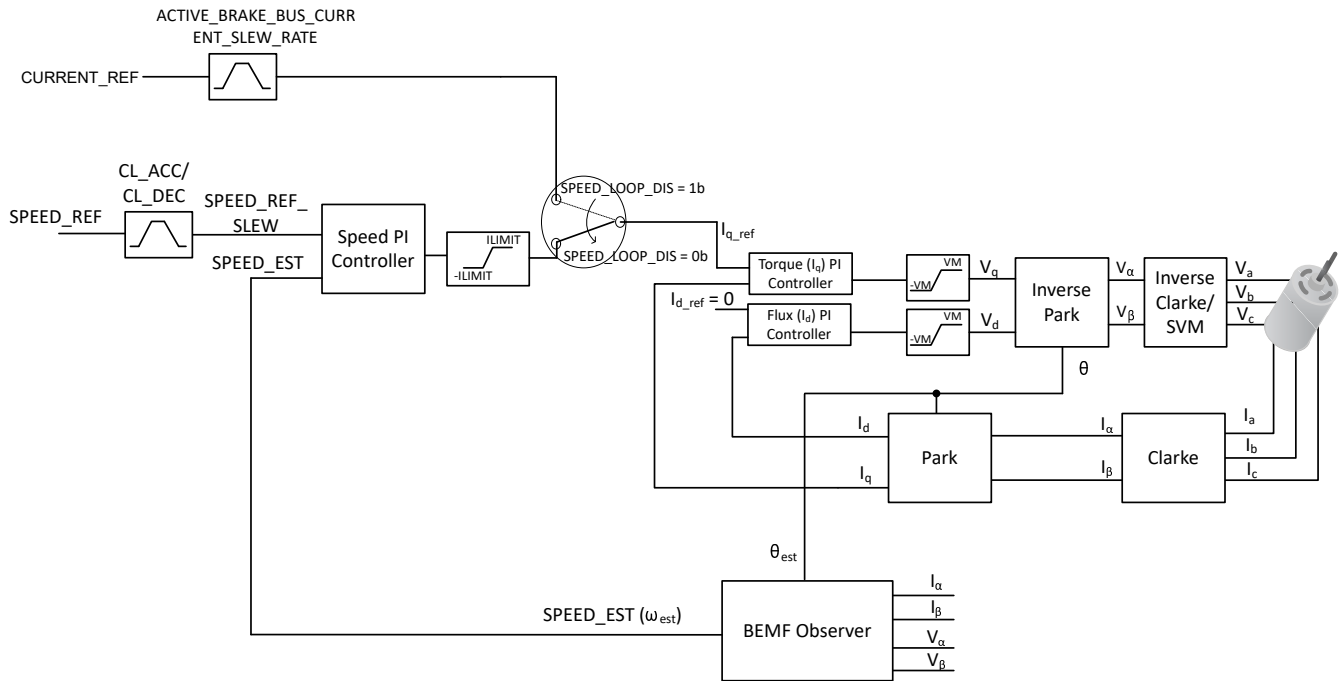 ACTIVE_BRAKE_BUS_CURR
ENT_SLEW_RATE
CURRENT_REF
CL_ACC/
CL_DEC
SPEED_REF
SPEED_REF_
SLEW
SPEED_EST
Speed PI
Controller
ILIMIT
-ILIMIT
SPEED_LOOP_DIS = 1b
SPEED_LOOP_DIS = 0b
Iq_ref
Torque (Iq) PI
Controller
Id_ref = 0
Flux (Id) PI
Controller
VM
-VM
Vq
VM
-VM
Vd
Inverse
Park
Vα
Vβ
Inverse
Clarke/
SVM
Va
Vb
Vc
θ
Id
Iq
Park
Iα
Iβ
Clarke
Ia
Ib
Ic
θest
SPEED_EST (ωest)
BEMF Observer
Iα
Iβ
Vα
Vβ